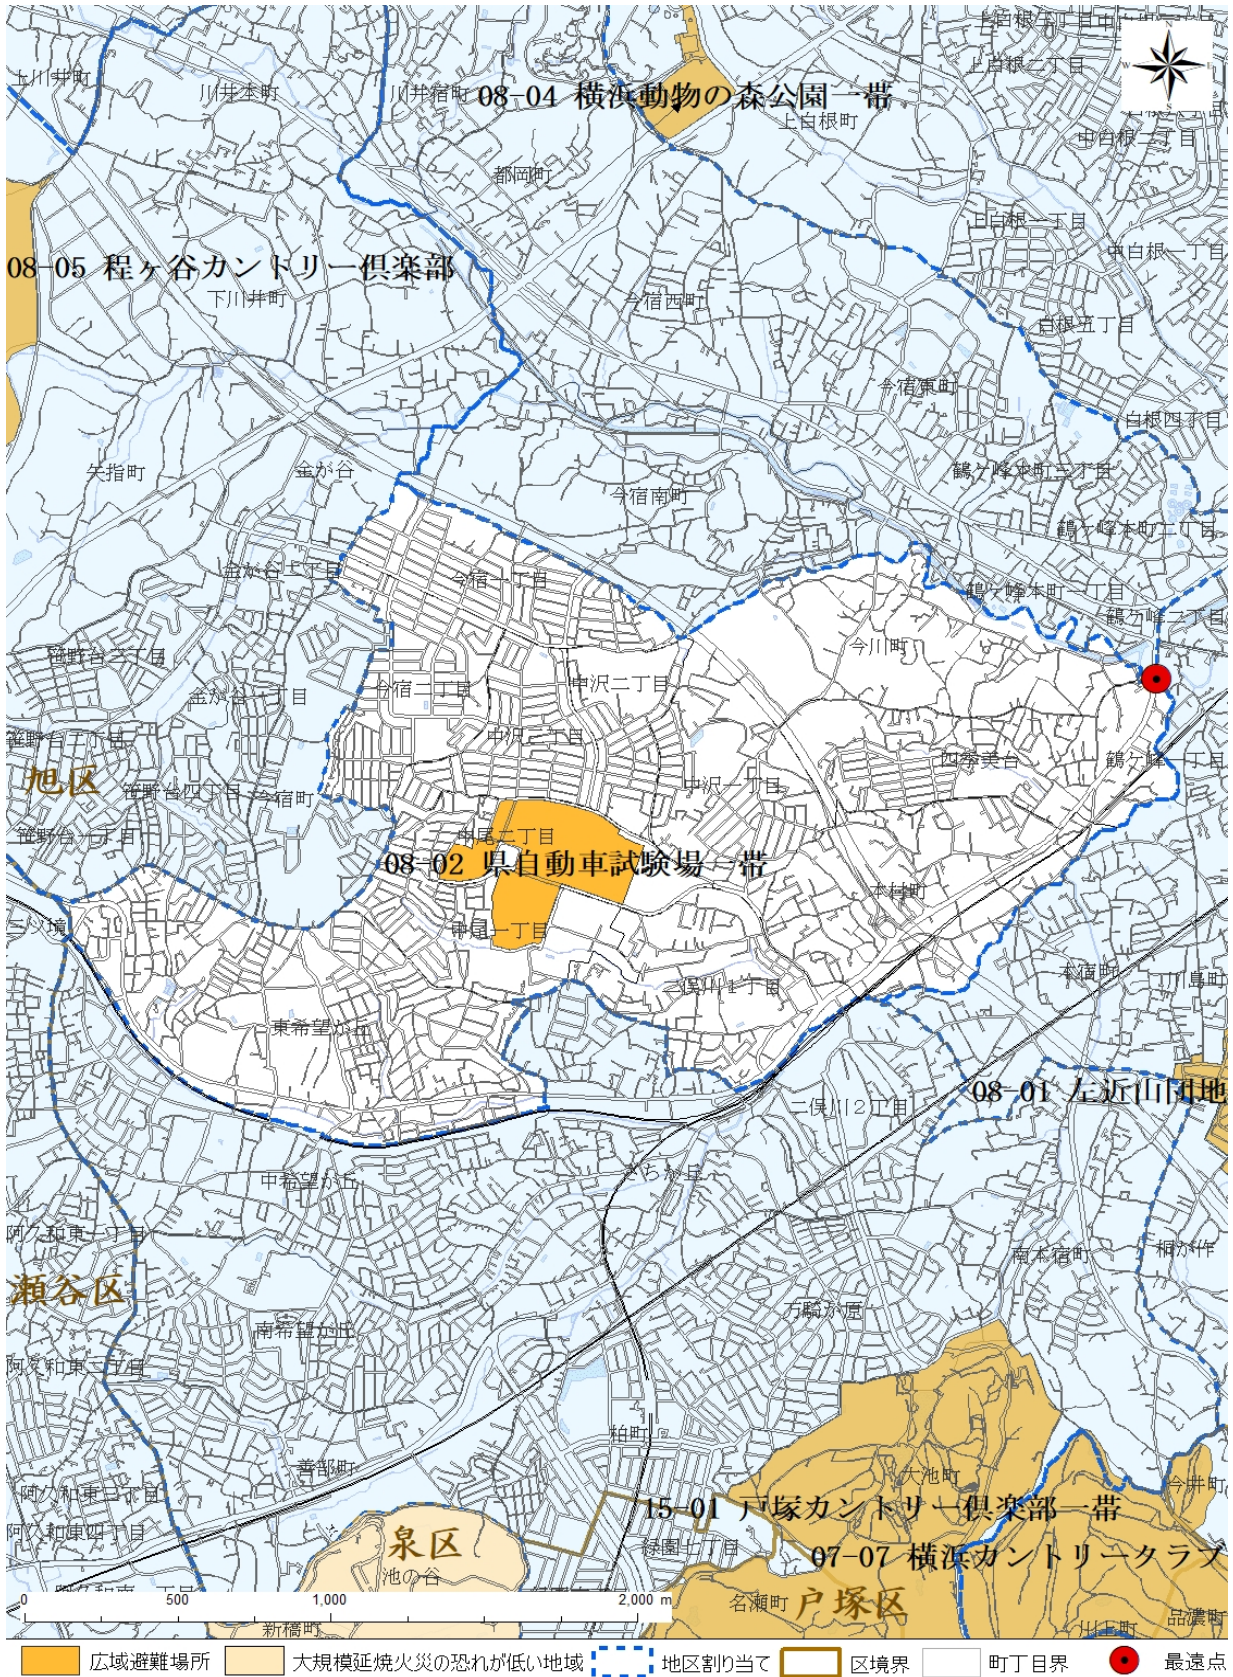 上白根三丁目
上川井町
川井本町
川井宿町
上白根二丁目
N
W
E
S
08-04 横浜動物の森公園一帯
上白根町
中白根二丁目
都岡町
上白根一丁目
中白根一丁目
08-05 程ヶ谷カントリー倶楽部
下川井町
今宿西町
白根五丁目
今宿東町
白根四丁目
矢指町
金が谷
鶴ケ峰本町三丁目
今宿南町
鶴ケ峰本町二丁目
金が谷二丁目
今宿一丁目
鶴ケ峰本町一丁目
鶴ケ峰二丁目
笹野台三丁目
今川町
金が谷一丁目
今宿二丁目
中沢二丁目
中沢三丁目
笹野台二丁目
旭区
笹野台四丁目
今宿町
中沢一丁目
四季美台
鶴ケ峰一丁目
笹野台一丁目
中尾二丁目
08-02 県自動車試験場一帯
本村町
三ツ境
中尾一丁目
二俣川1丁目
本宿町
川島町
東希望が丘
08-01 左近山団地
二俣川2丁目
中希望が丘
さちが丘
阿久和東一丁目
南本宿町
桐が作
瀬谷区
南希望が丘
万騎が原
阿久和東二丁目
柏町
善部町
大池町
今井町
阿久和東三丁目
15-01 戸塚カントリー倶楽部一帯
阿久和東四丁目
泉区
緑園七丁目
07-07 横浜カントリークラブ
池の谷
名瀬町
戸塚区
品濃町
川上町
新橋町
0 500 1,000 2,000 m
広域避難場所
大規模延焼火災の恐れが低い地域
地区割り当て
区境界
町丁目界
最遠点